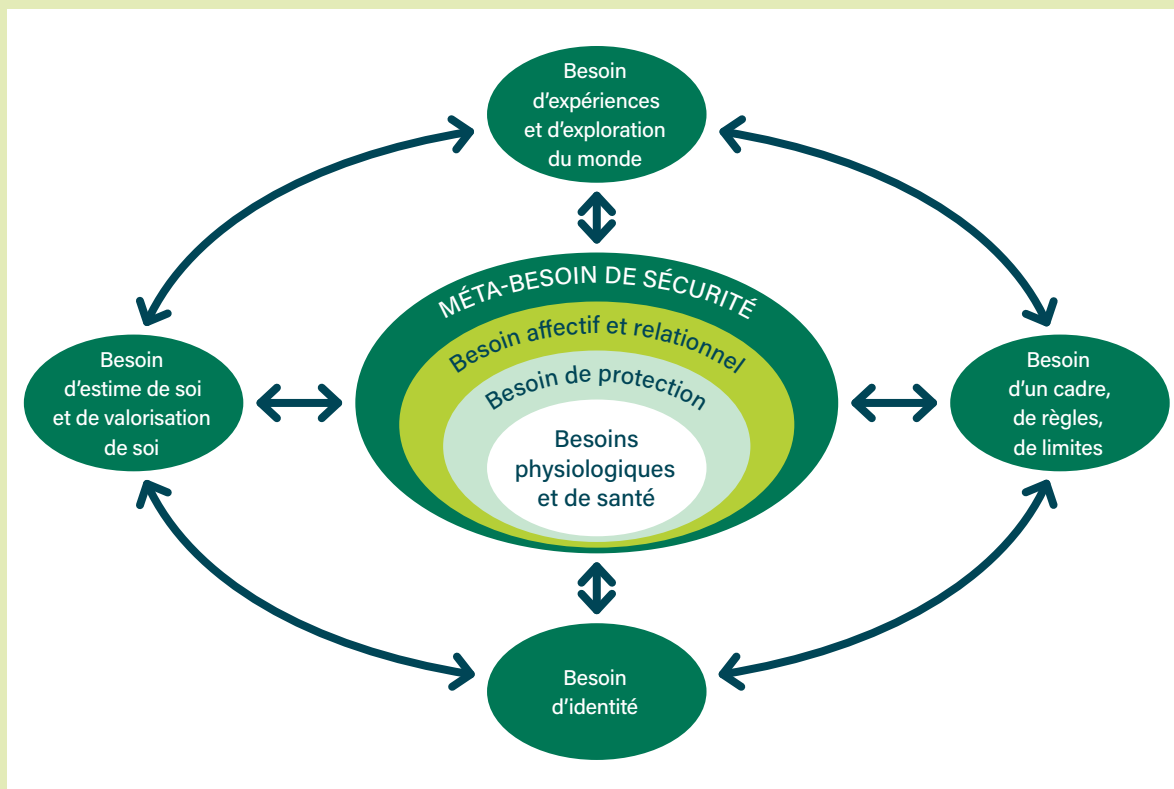 Besoin
d'expériences
et d'exploration
du monde
MÉTA-BESOIN DE SÉCURITÉ
Besoin affectif et relationnel
Besoin de protection
Besoins
physiologiques
et de santé
Besoin
d'estime de soi
et de valorisation
de soi
Besoin
d'un cadre,
de règles,
de limites
Besoin
d'identité